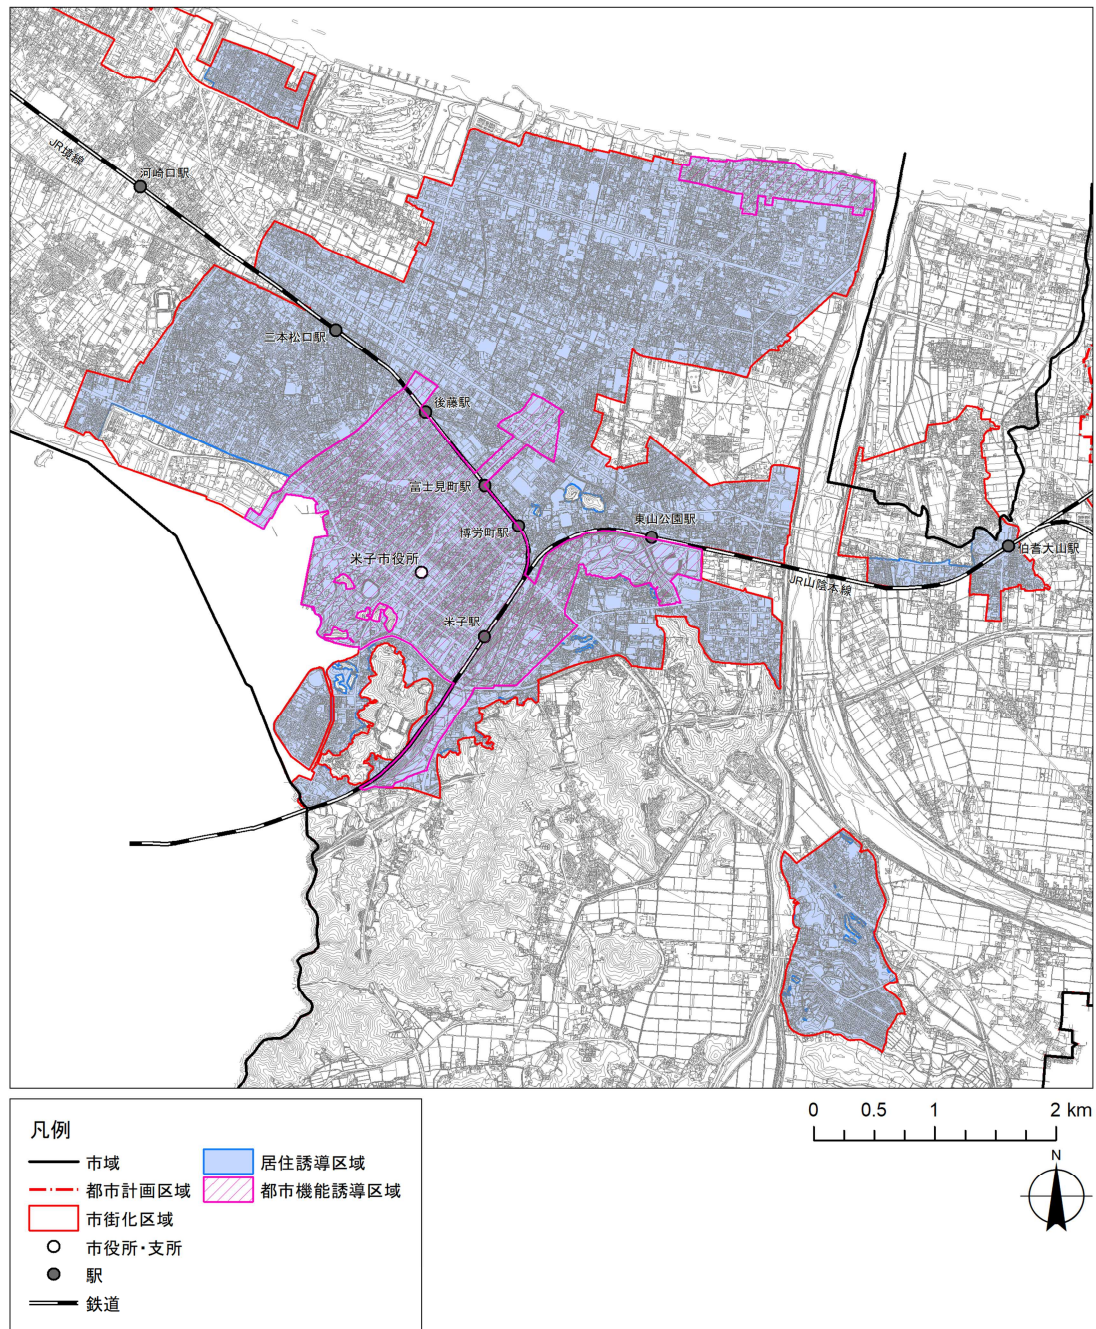 JR境線
河崎口駅
三本松口駅
後藤駅
富士見町駅
博労町駅
東山公園駅
米子市役所
伯耆大山駅
JR山陰本線
米子駅
0 0.5 1 2 km
N
凡例
市域
都市計画区域
市街化区域
市役所・支所
駅
鉄道
居住誘導区域
都市機能誘導区域